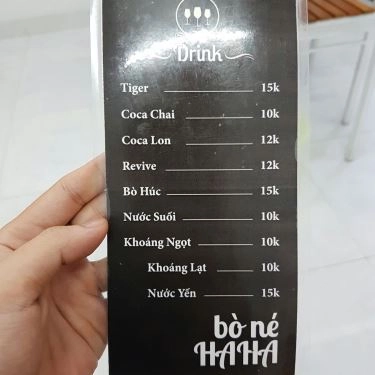 Drink
Tiger 15k
Coca Chai 10k
Coca Lon 12k
Revive 12k
Bò Húc 15k
Nước Suối 10k
Khoáng Ngọt 10k
Khoáng Lạt 10k
Nước Yến 15k
bò né
HAHA